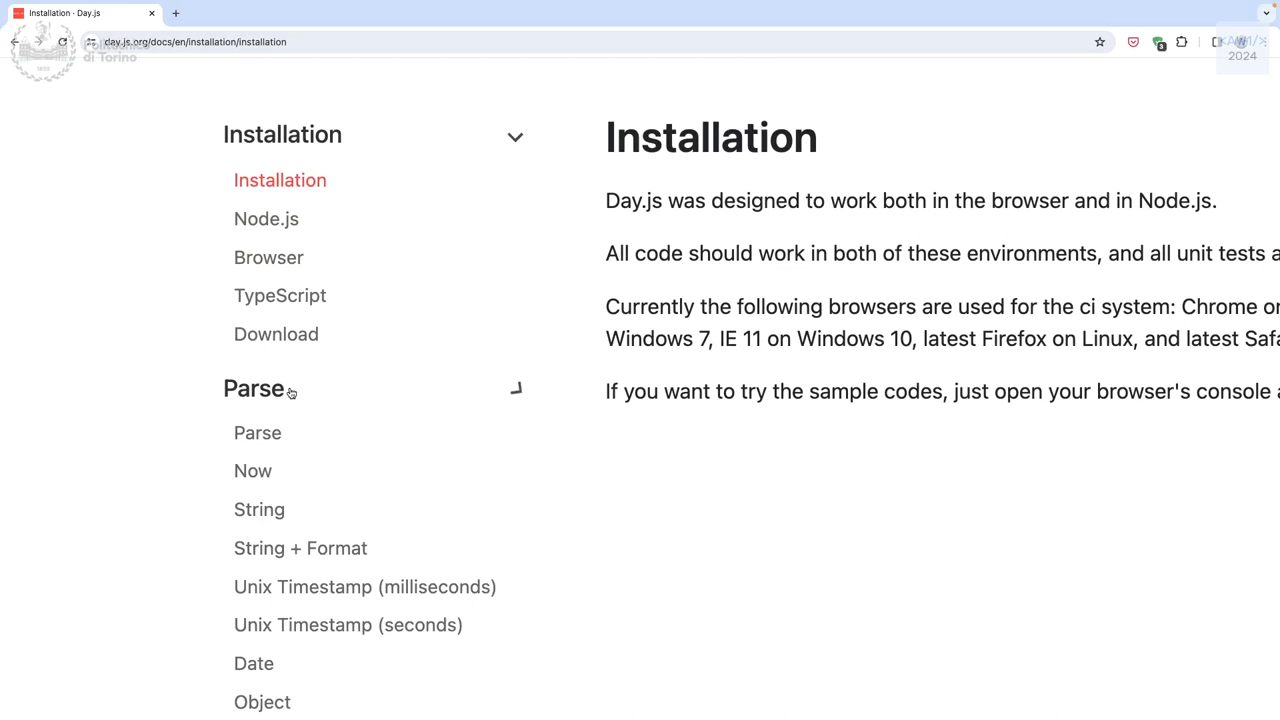 Installation · Day.js
day.js.org/docs/en/installation/installation
Politecnico
di Torino
2024
Installation
Installation
Node.js
Browser
TypeScript
Download
Parse
Parse
Now
String
String + Format
Unix Timestamp (milliseconds)
Unix Timestamp (seconds)
Date
Object
Installation
Day.js was designed to work both in the browser and in Node.js.
All code should work in both of these environments, and all unit tests a
Currently the following browsers are used for the ci system: Chrome or
Windows 7, IE 11 on Windows 10, latest Firefox on Linux, and latest Safa
If you want to try the sample codes, just open your browser's console a